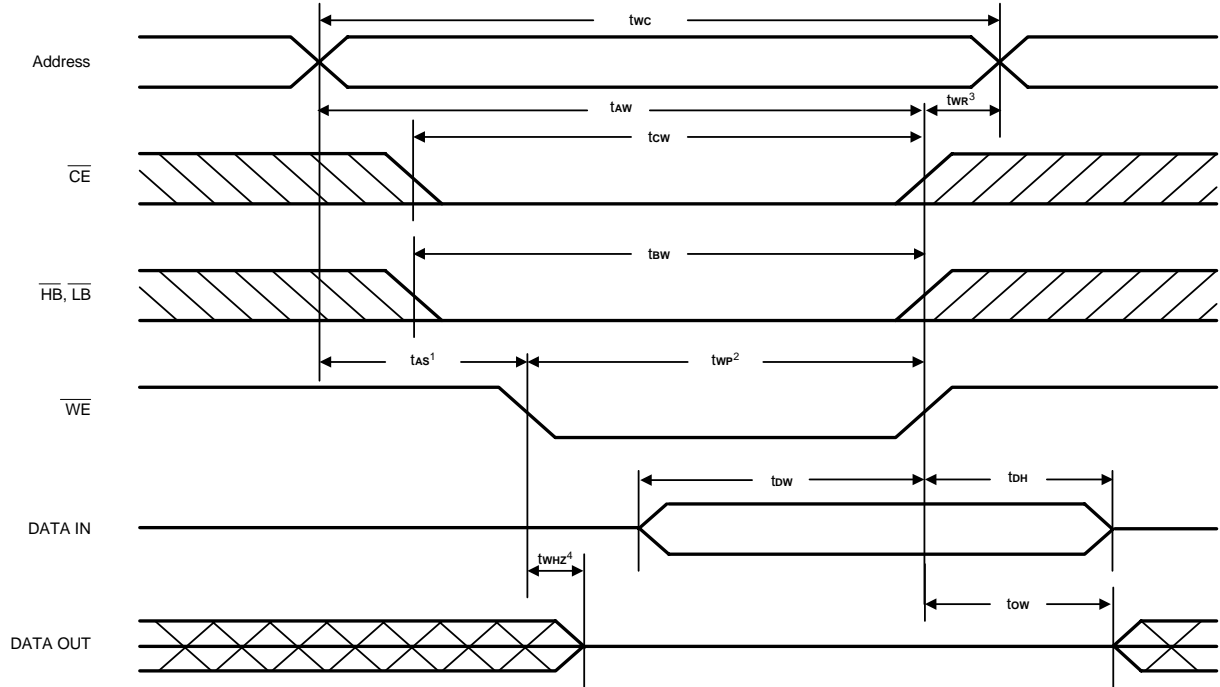 twc
Address
tAW
tWR3
tcw
CE
tBW
HB, LB
tAS1
tWP2
WE
tDW
tDH
DATA IN
tWHZ4
tow
DATA OUT